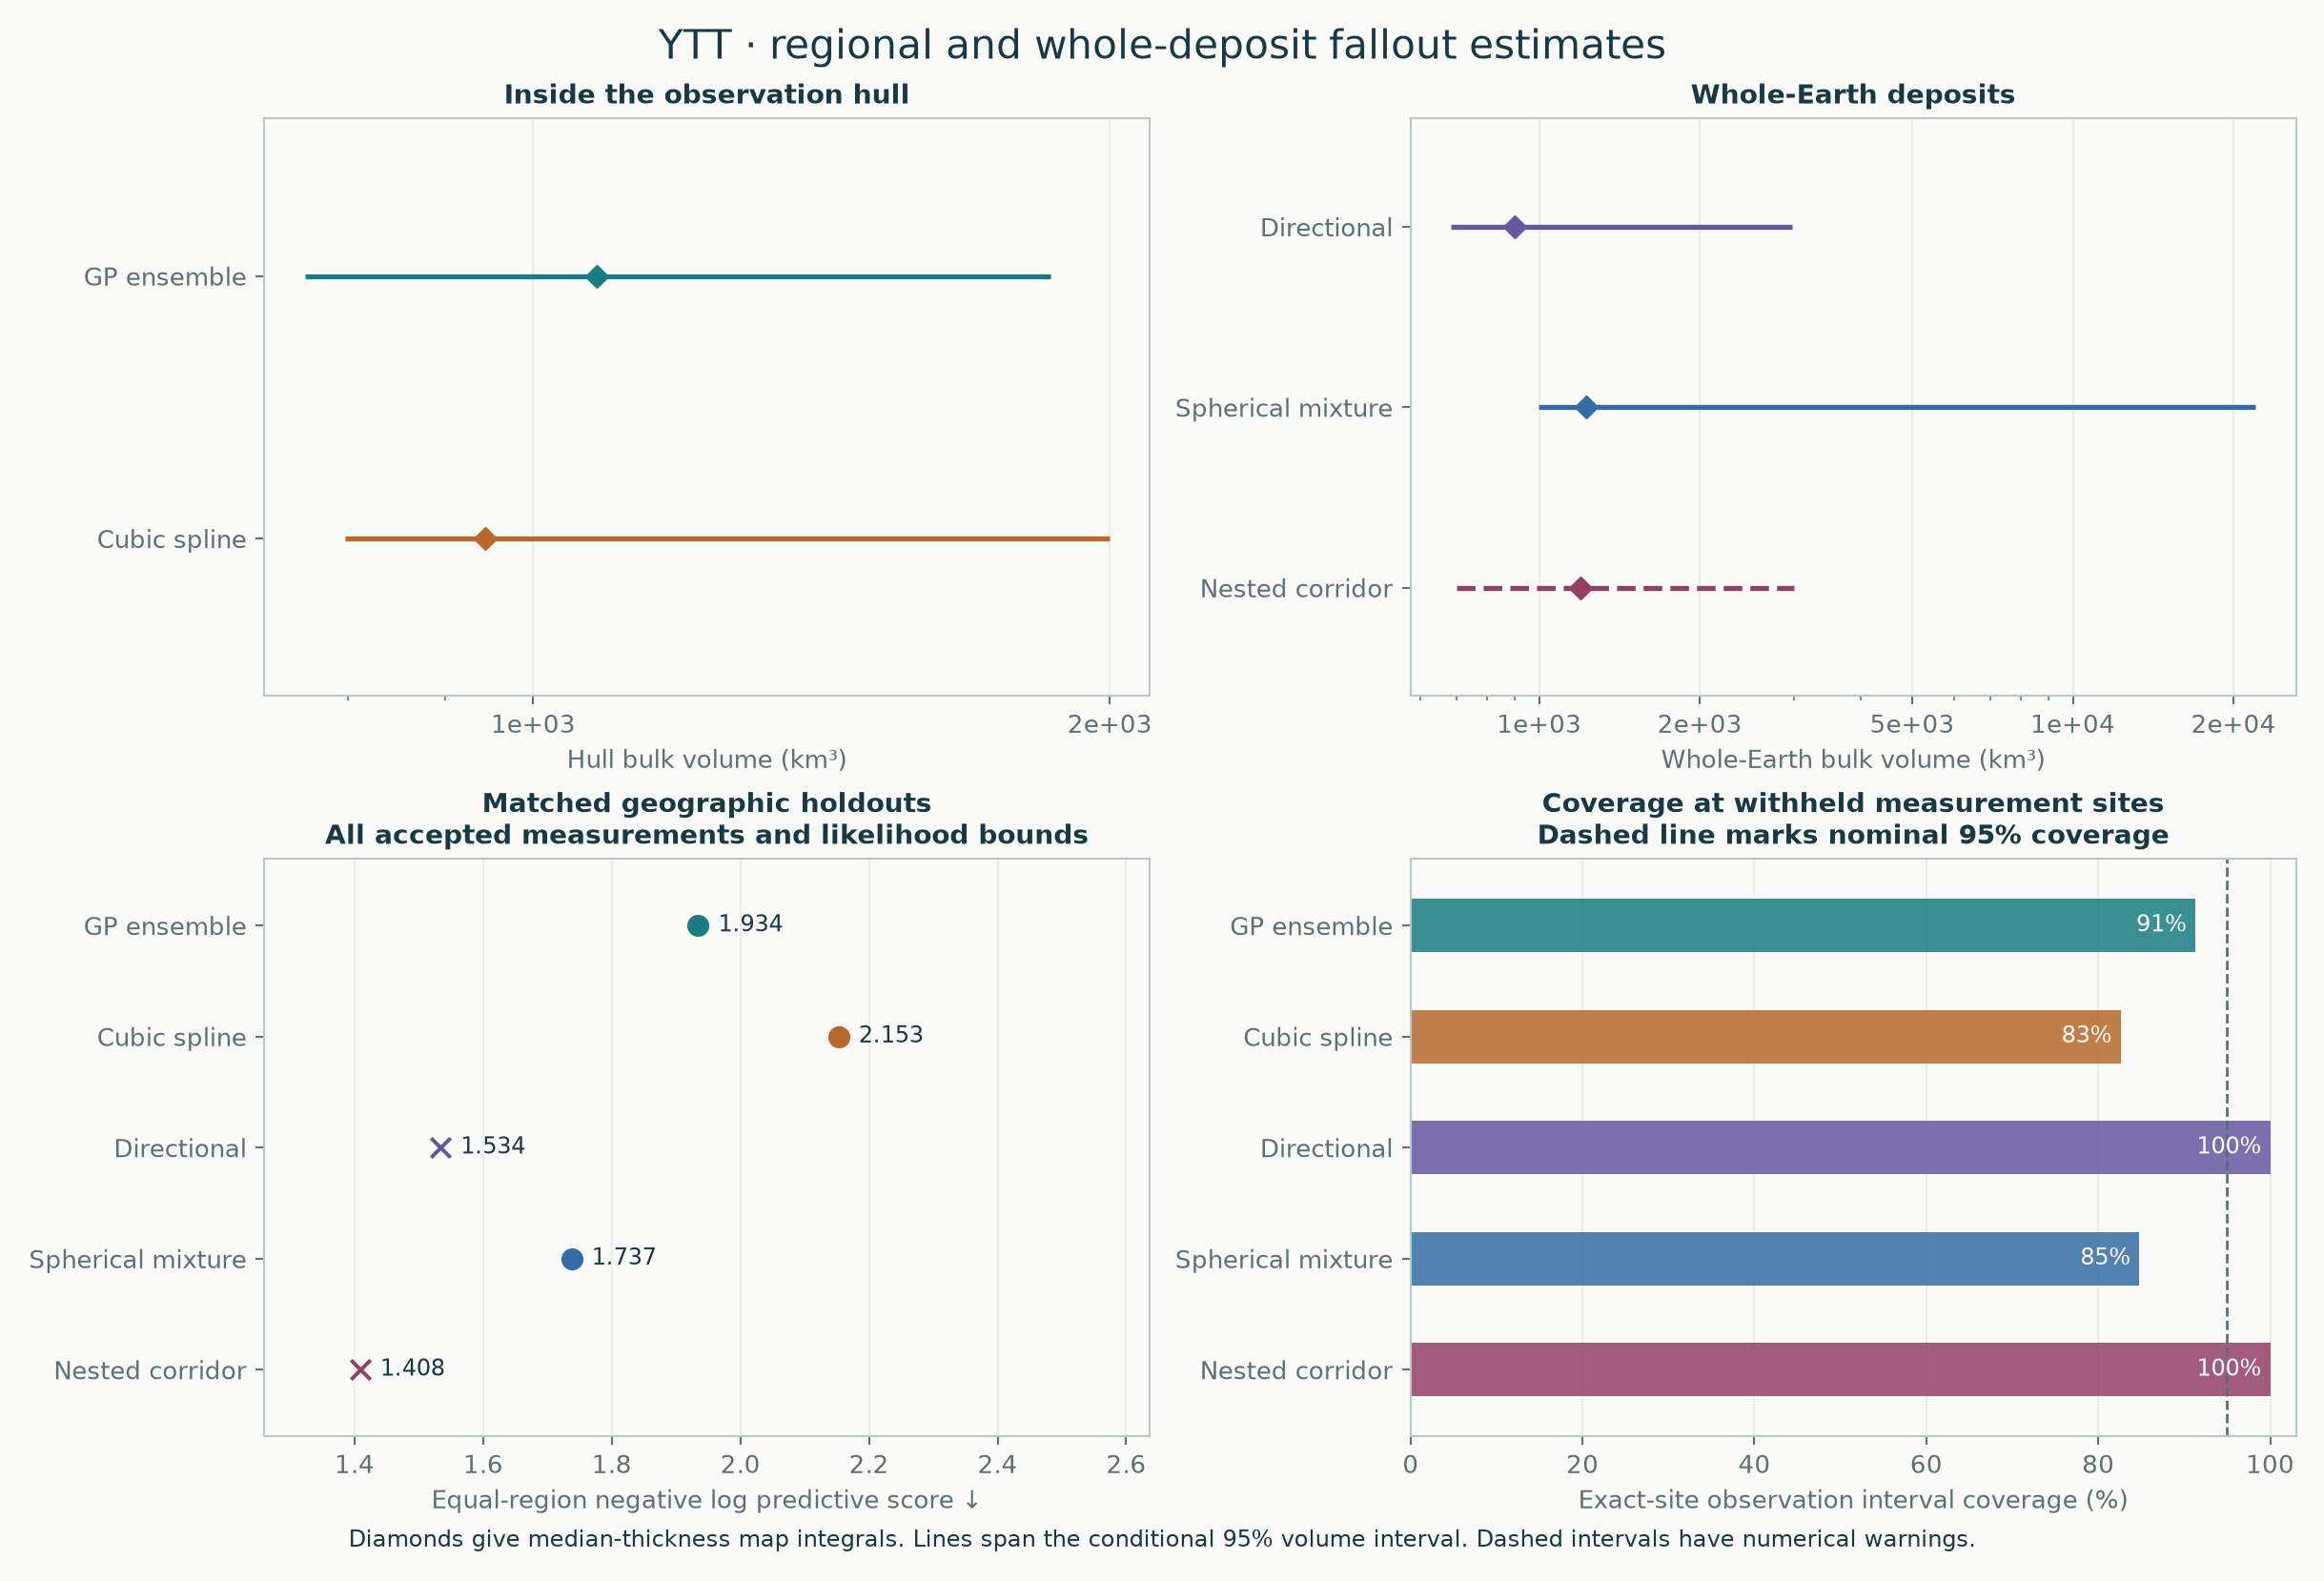 YTT · regional and whole-deposit fallout estimates
Inside the observation hull
GP ensemble
Cubic spline
1e+03
2e+03
Hull bulk volume (km³)
Whole-Earth deposits
Directional
Spherical mixture
Nested corridor
1e+03
2e+03
5e+03
1e+04
2e+04
Whole-Earth bulk volume (km³)
Matched geographic holdouts
All accepted measurements and likelihood bounds
GP ensemble
1.934
Cubic spline
2.153
Directional
1.534
Spherical mixture
1.737
Nested corridor
1.408
1.4
1.6
1.8
2.0
2.2
2.4
2.6
Equal-region negative log predictive score ↓
Coverage at withheld measurement sites
Dashed line marks nominal 95% coverage
GP ensemble
91%
Cubic spline
83%
Directional
100%
Spherical mixture
85%
Nested corridor
100%
0
20
40
60
80
100
Exact-site observation interval coverage (%)
Diamonds give median-thickness map integrals. Lines span the conditional 95% volume interval. Dashed intervals have numerical warnings.